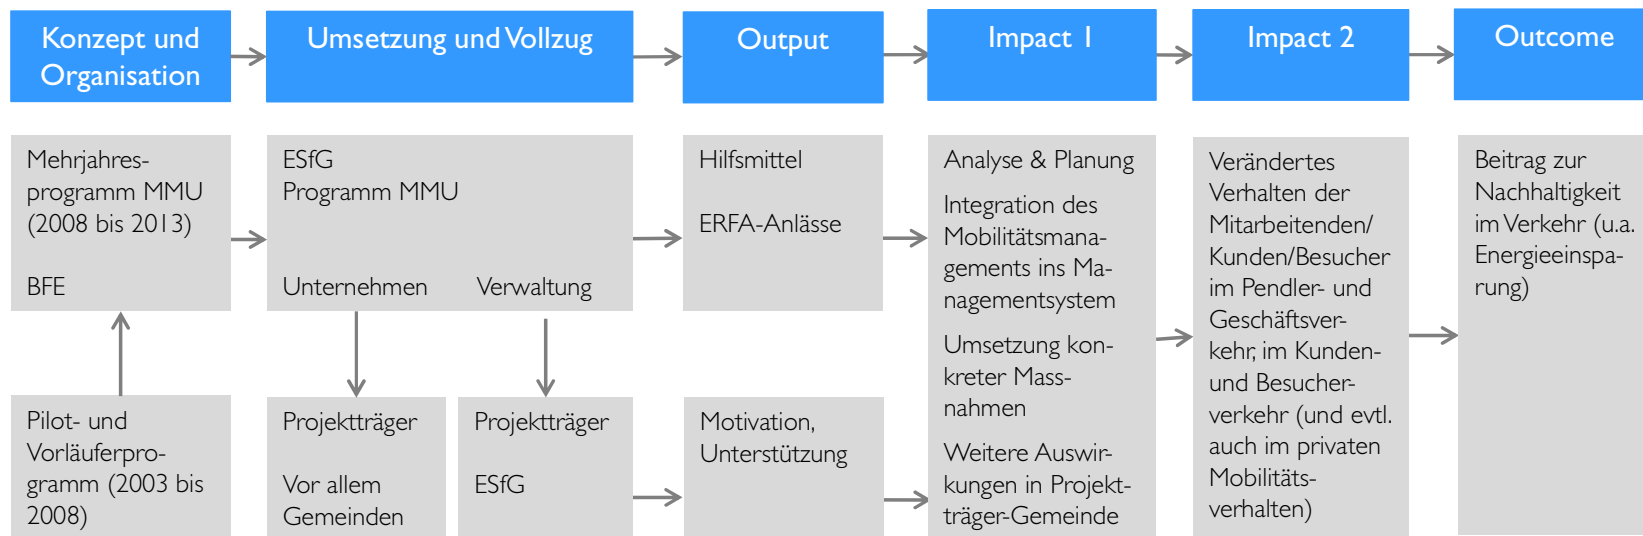 Konzept und
Organisation
Umsetzung und Vollzug
Output
Impact 1
Impact 2
Outcome
Mehrjahres-
programm MMU
(2008 bis 2013)
BFE
Pilot- und
Vorläuferpro-
gramm (2003 bis
2008)
ESfG
Programm MMU
Unternehmen
Verwaltung
Projektträger
Vor allem
Gemeinden
Projektträger
ESfG
Hilfsmittel
ERFA-Anlässe
Motivation,
Unterstützung
Analyse & Planung
Integration des
Mobilitätsmana-
gements ins Ma-
nagementsystem
Umsetzung kon-
kreter Mass-
nahmen
Weitere Auswir-
kungen in Projekt-
träger-Gemeinde
Verändertes
Verhalten der
Mitarbeitenden/
Kunden/Besucher
im Pendler- und
Geschäftsver-
kehr, im Kunden-
und Besucher-
verkehr (und evtl.
auch im privaten
Mobilitäts-
verhalten)
Beitrag zur
Nachhaltigkeit
im Verkehr (u.a.
Energieeinspa-
rung)